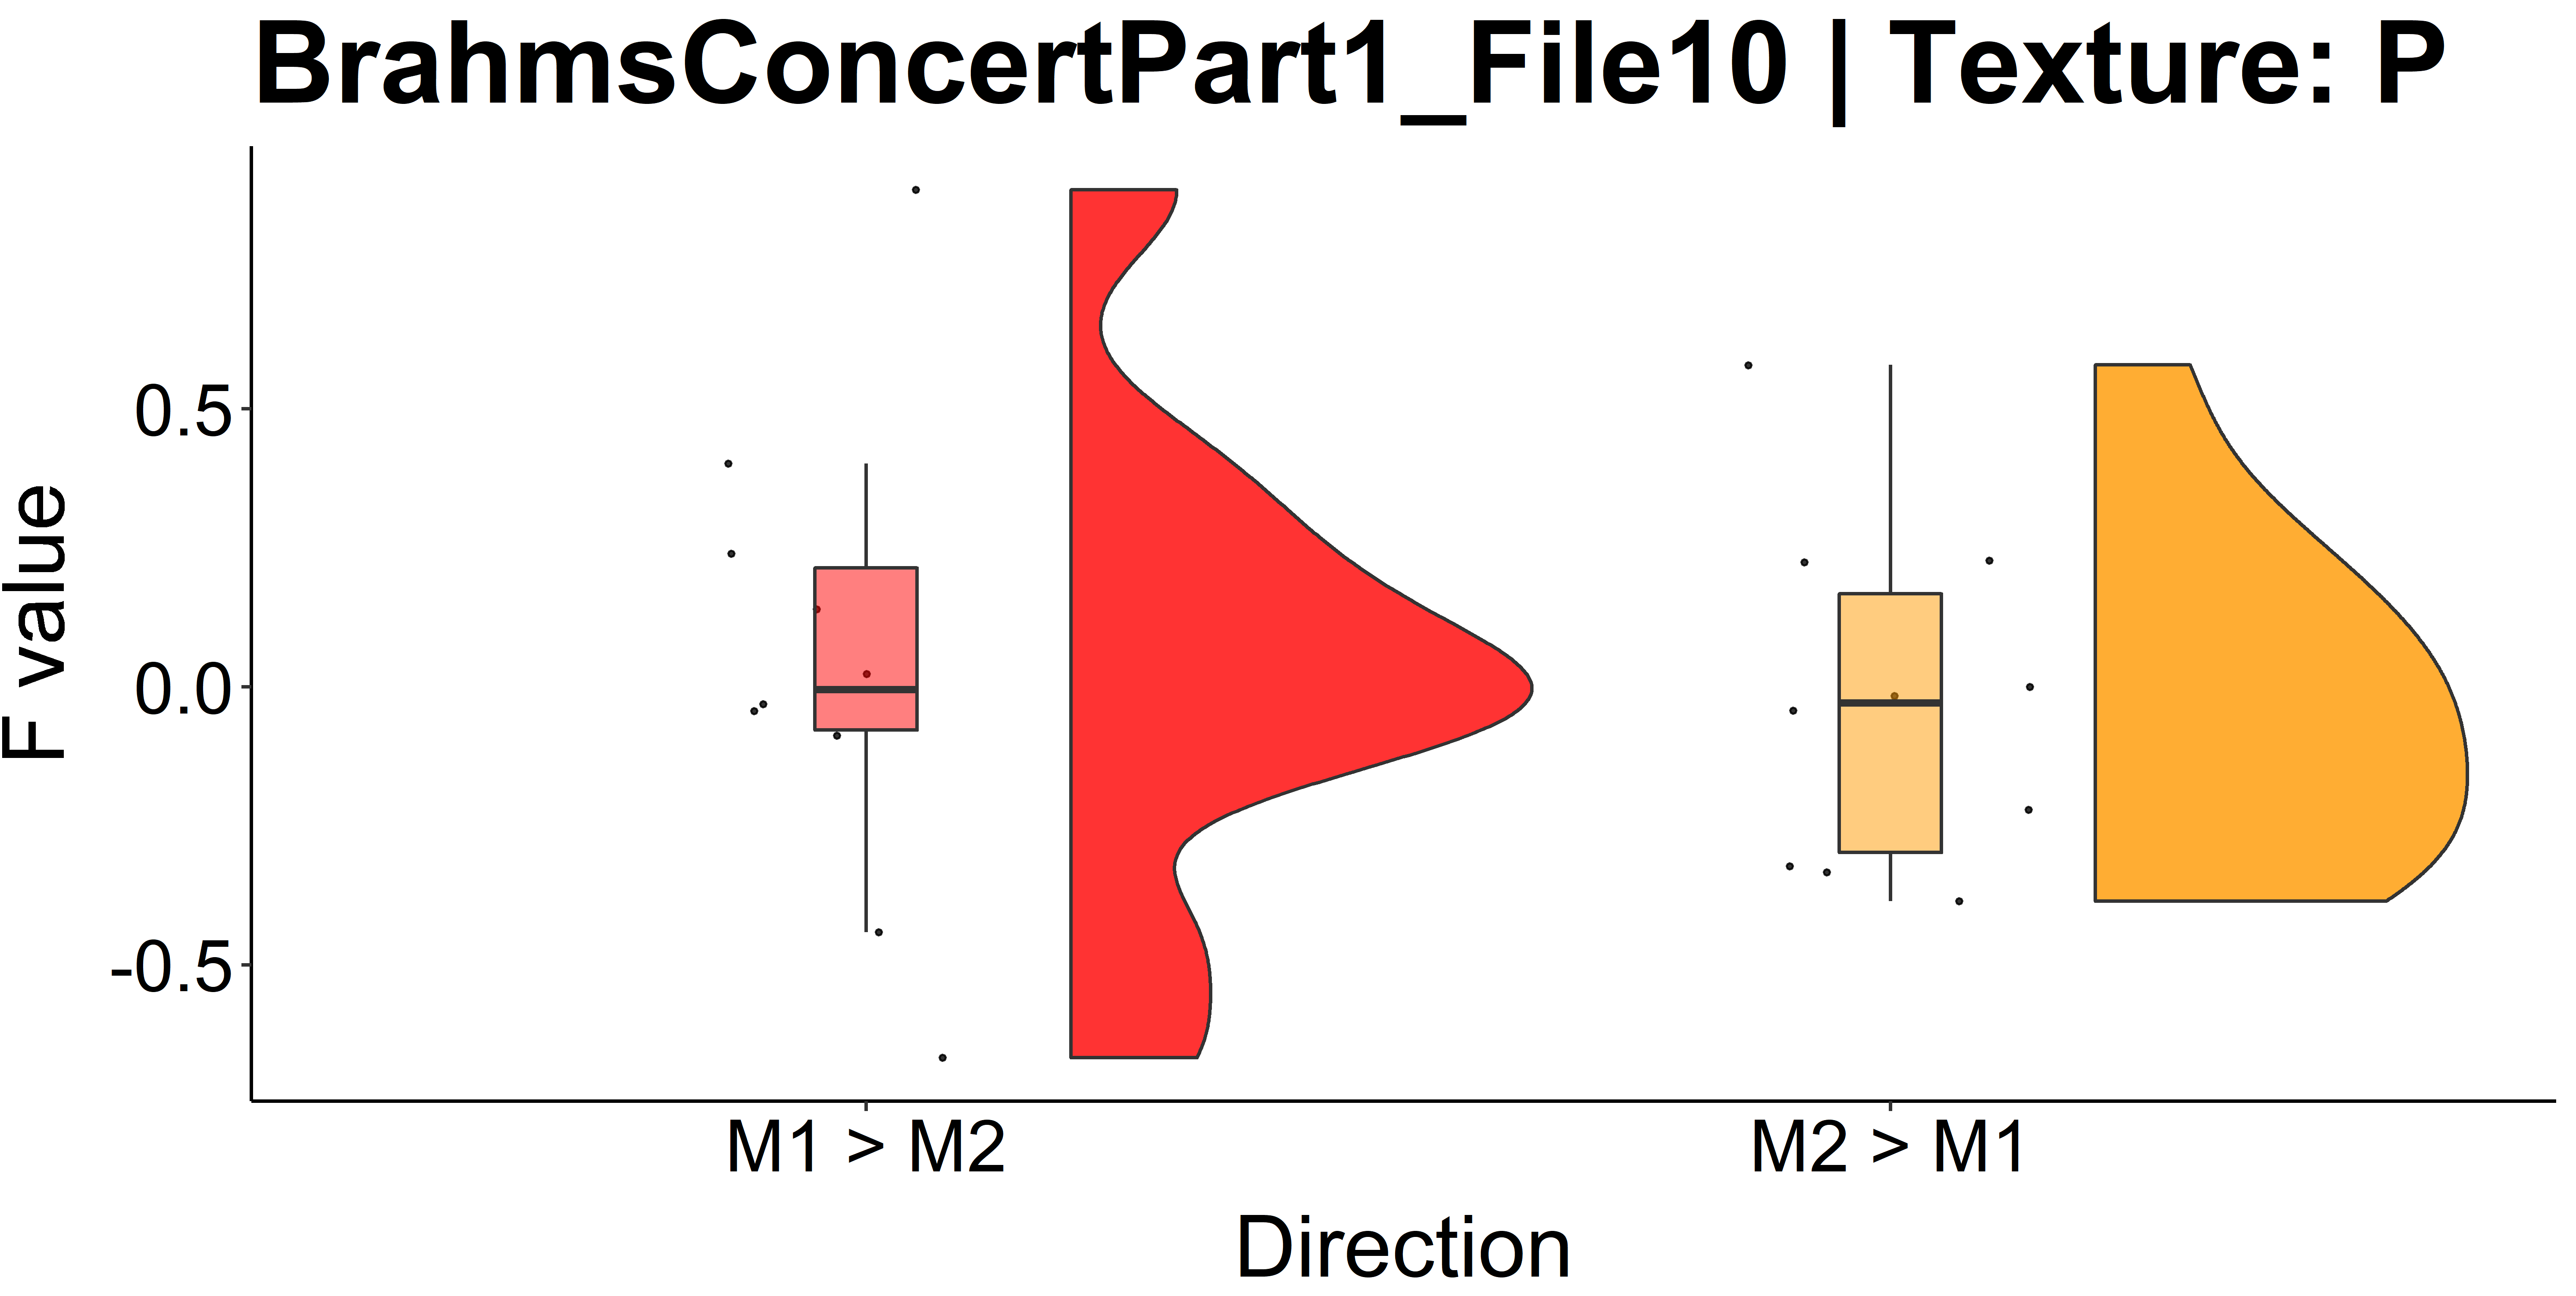 BrahmsConcertPart1_File10 | Texture: P
F value
0.5
0.0
-0.5
M1 > M2
M2 > M1
Direction